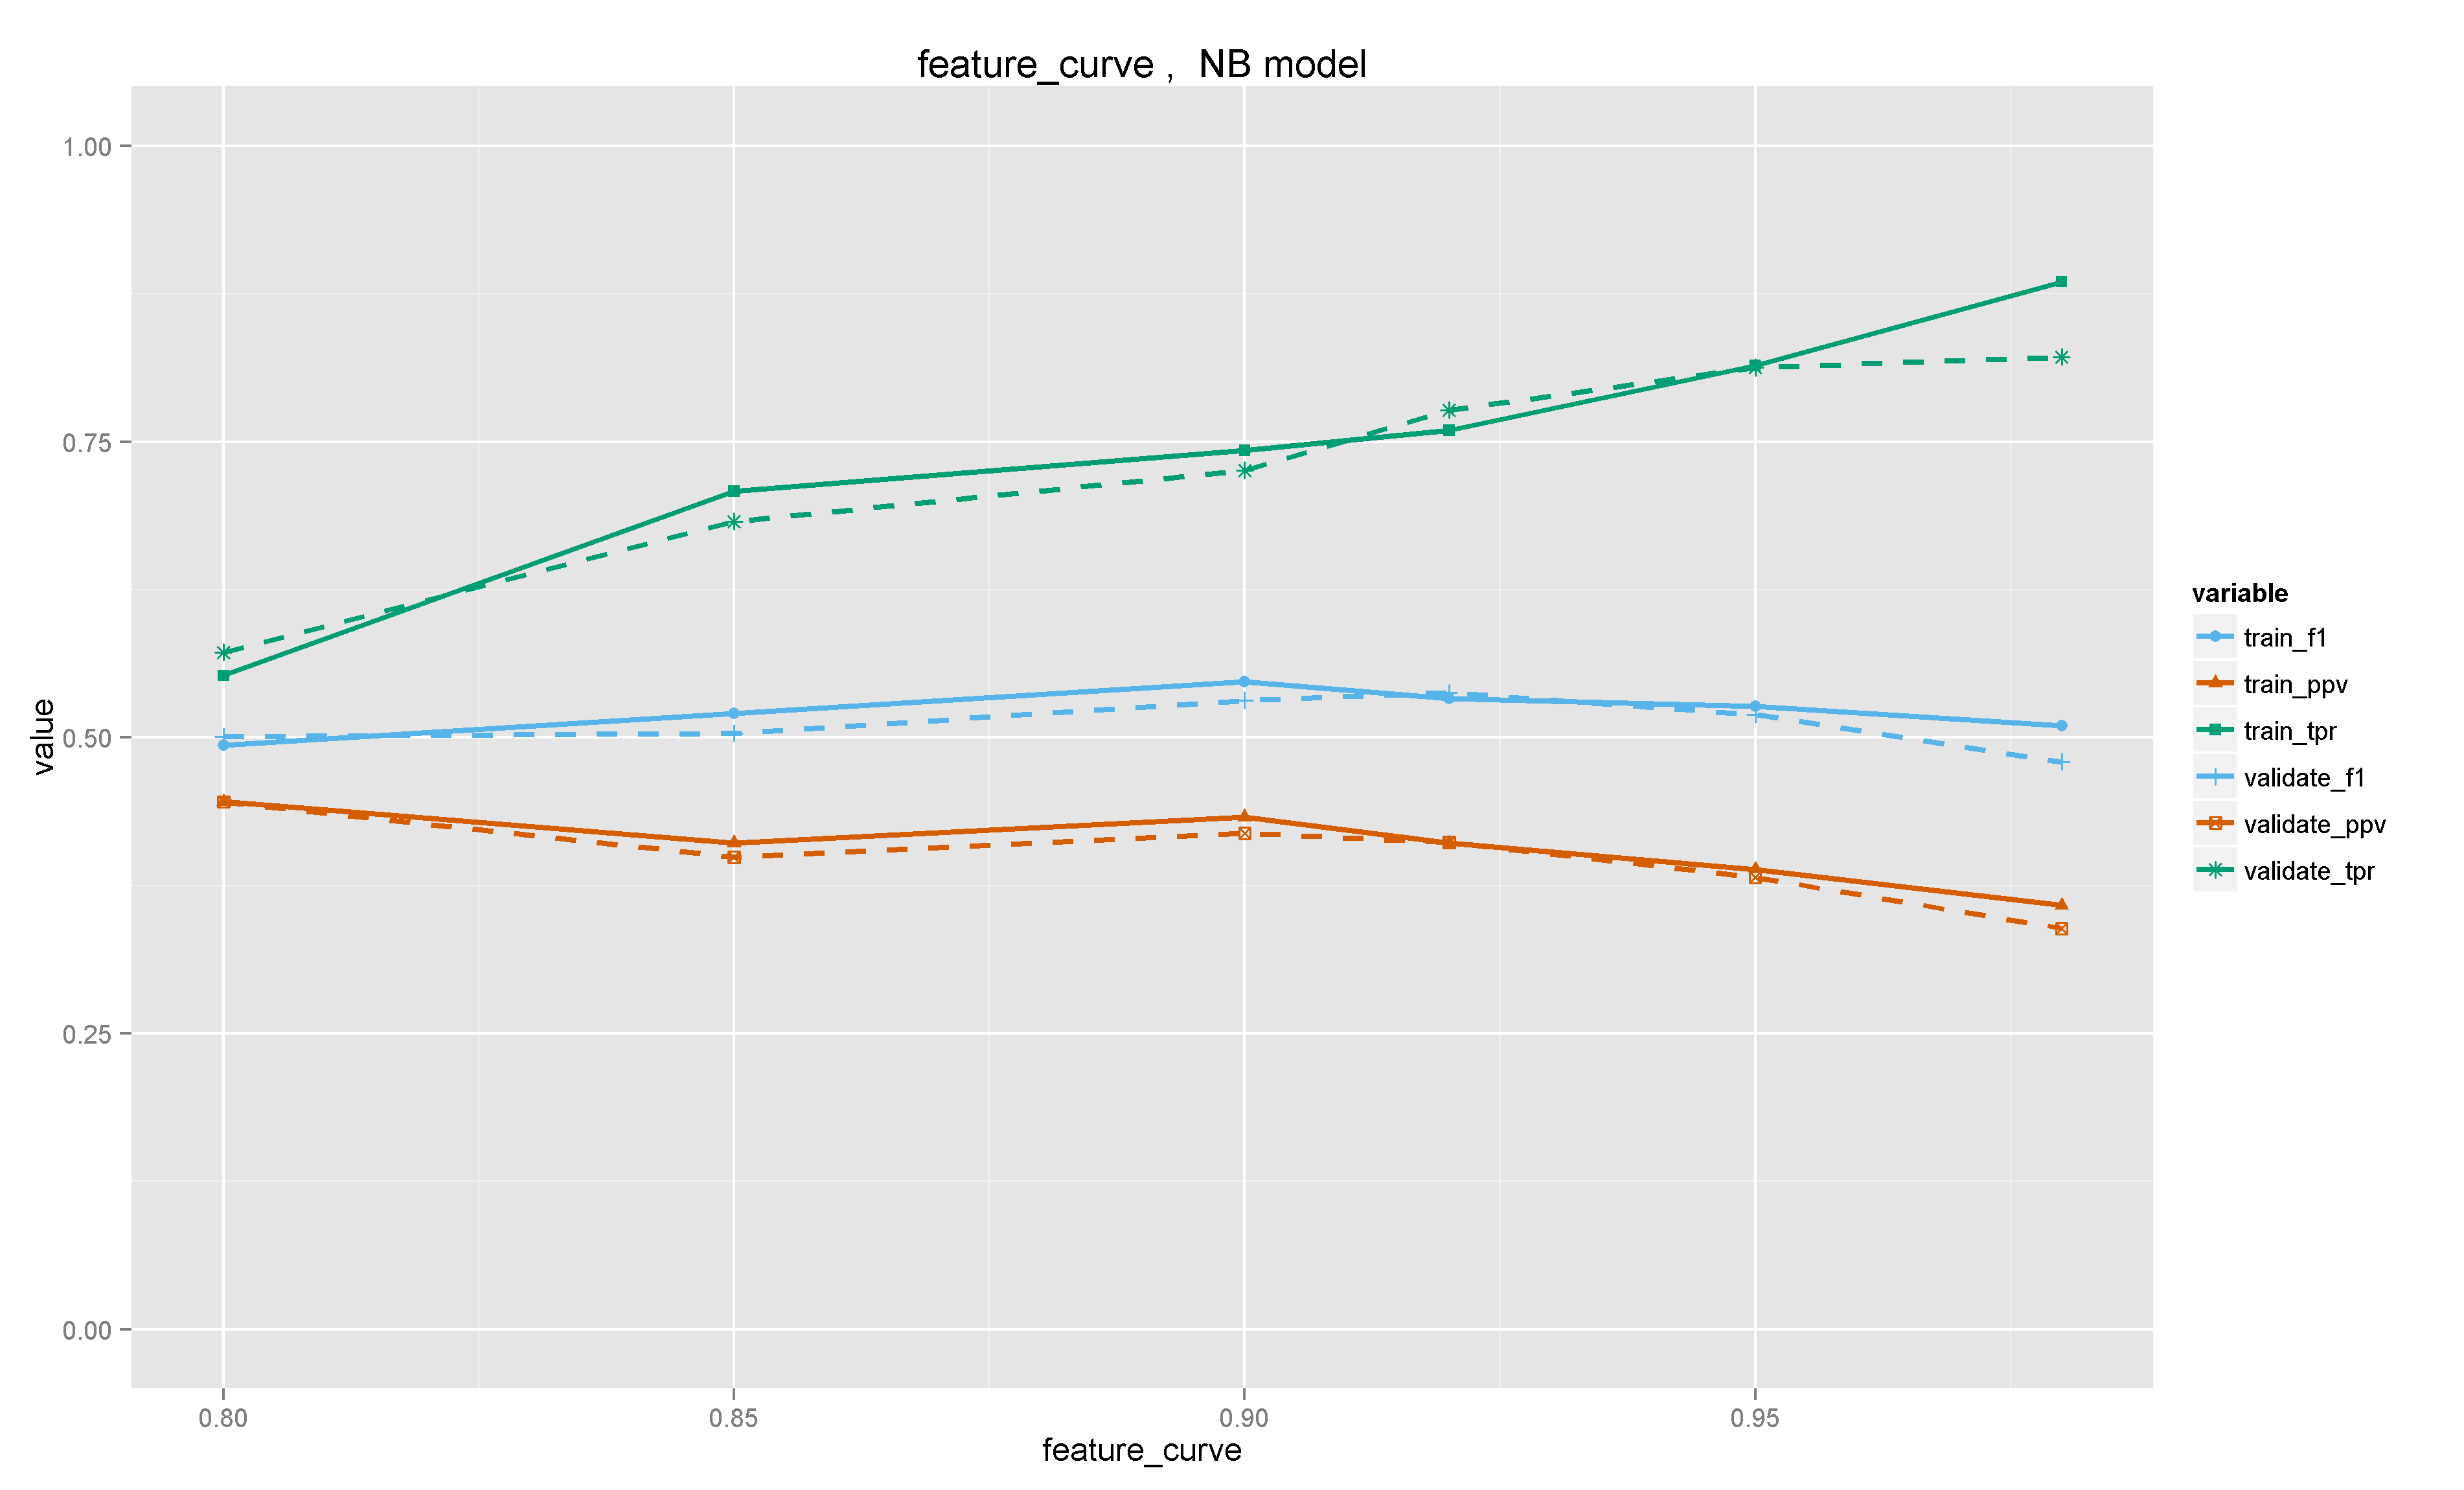 feature_curve ,  NB model
1.00
0.75
0.50
0.25
0.00
value
0.80 0.85 0.90 0.95
feature_curve
variable
train_f1
train_ppv
train_tpr
validate_f1
validate_ppv
validate_tpr